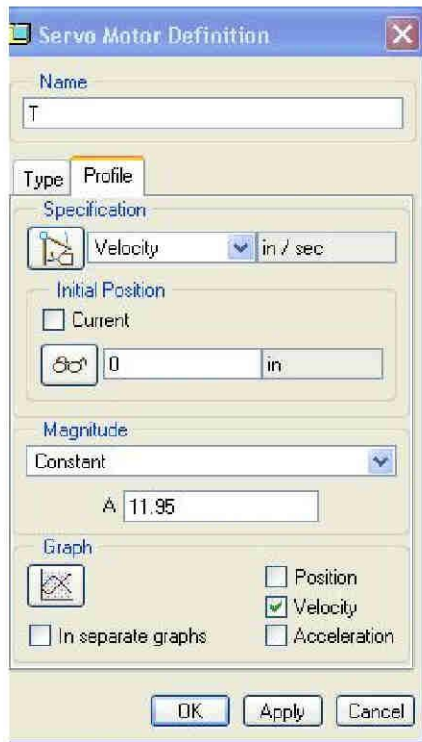 Servo Motor Definition
Name
T
Type Profile
Specification
Velocity in / sec
Initial Position
Current
0 in
Magnitude
Constant
A 11.95
Graph
Position
Velocity
In separate graphs Acceleration
OK Apply Cancel